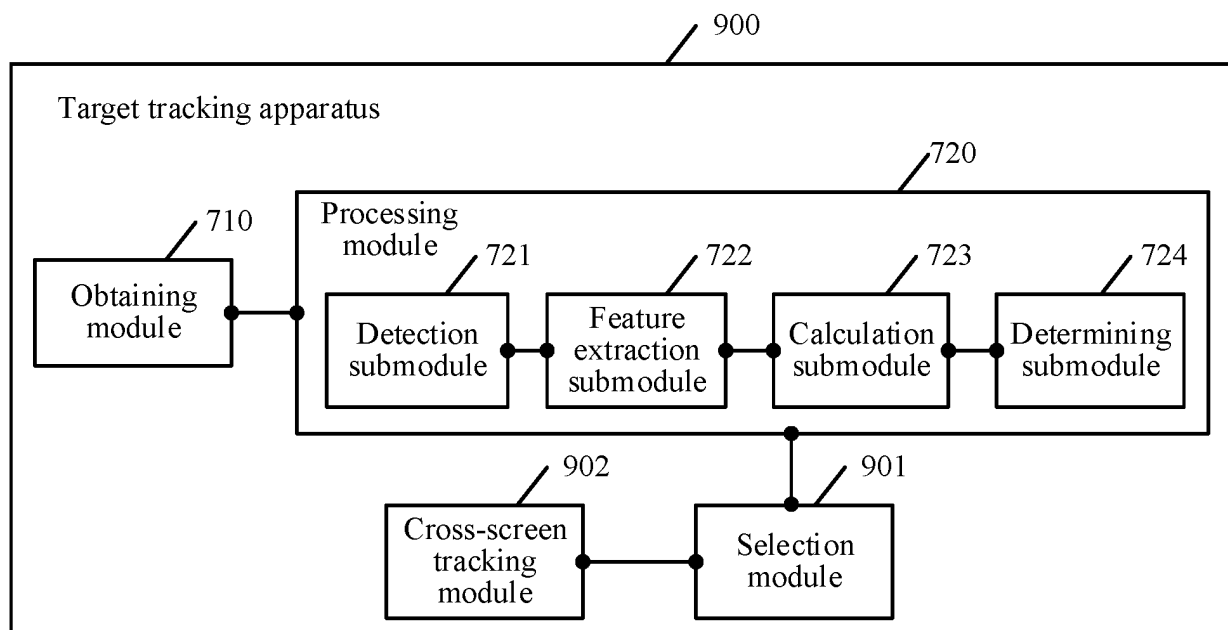 900
Target tracking apparatus
720
Processing
module
710
721
722
723
724
Obtaining
module
Detection
submodule
Feature
extraction
submodule
Calculation
submodule
Determining
submodule
902
901
Cross-screen
tracking
module
Selection
module